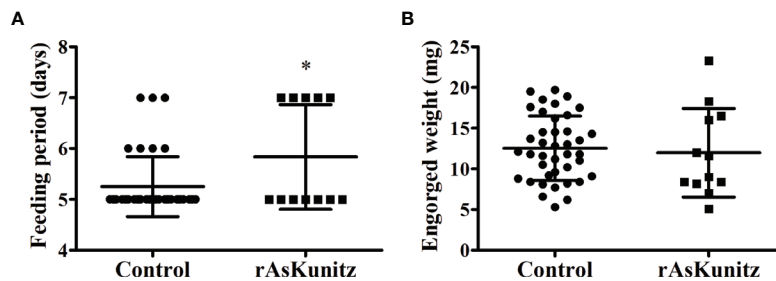 A
Feeding period (days)
8
7
6
5
4
*
Control
rAsKunitz
B
Engorged weight (mg)
25
20
15
10
5
0
Control
rAsKunitz